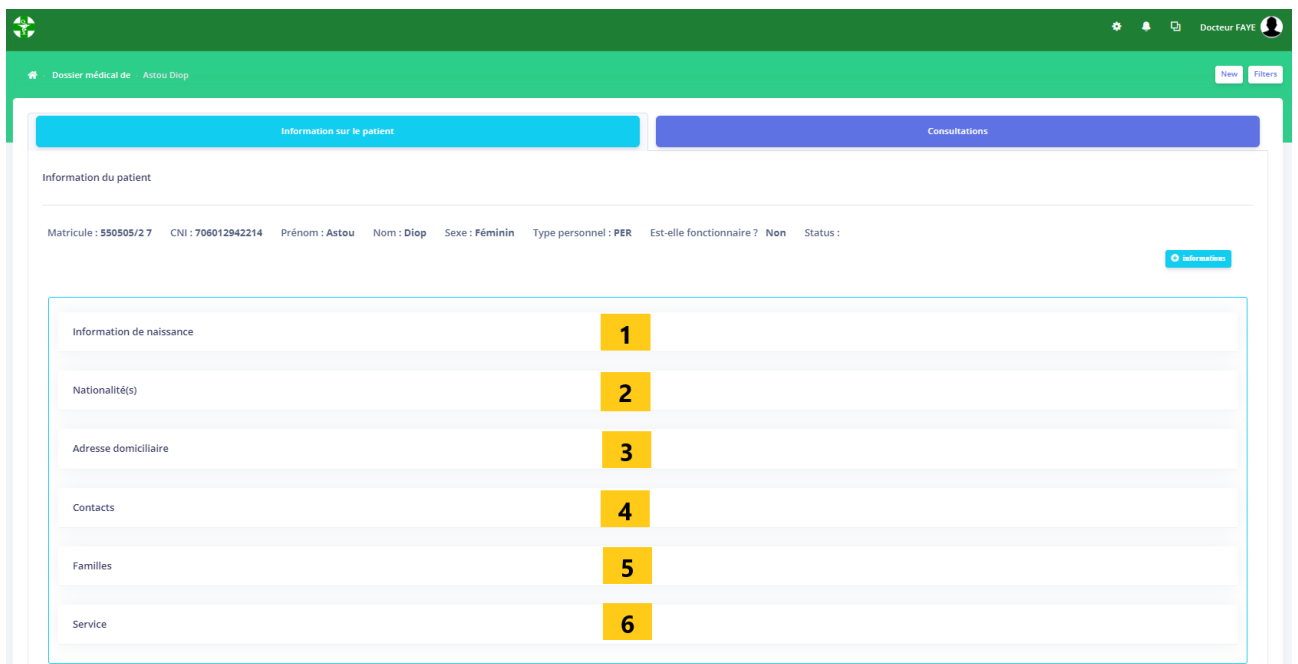 Docteur FAYE
Dossier médical de - Astou Diop New Filters
Information sur le patient Consultations
Information du patient
Matricule : 550505/2 7 CNI : 706012942214 Prénom : Astou Nom : Diop Sexe : Féminin Type personnel : PER Est-elle fonctionnaire ? Non Status :
informations
Information de naissance 1
Nationalité(s) 2
Adresse domiciliaire 3
Contacts 4
Familles 5
Service 6